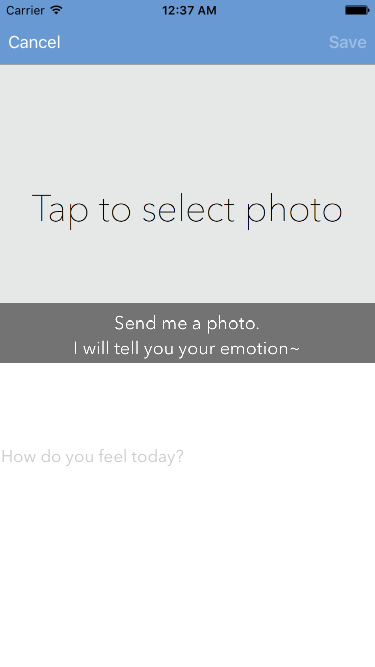 Carrier 12:37 AM
Cancel Save
Tap to select photo
Send me a photo.
I will tell you your emotion~
How do you feel today?